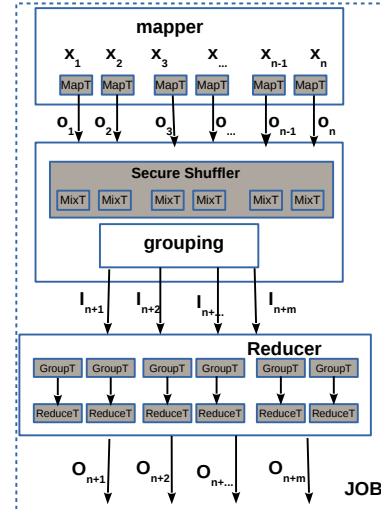 mapper
x1 x2 x3 x... xn-1 xn
MapT MapT MapT MapT MapT MapT
o1 o2 o3 o... on-1 on
Secure Shuffler
MixT MixT MixT MixT MixT MixT
grouping
In+1 In+2 In+... In+m
Reducer
GroupT GroupT GroupT GroupT GroupT GroupT
ReduceT ReduceT ReduceT ReduceT ReduceT ReduceT
On+1 On+2 On+... On+m
JOB